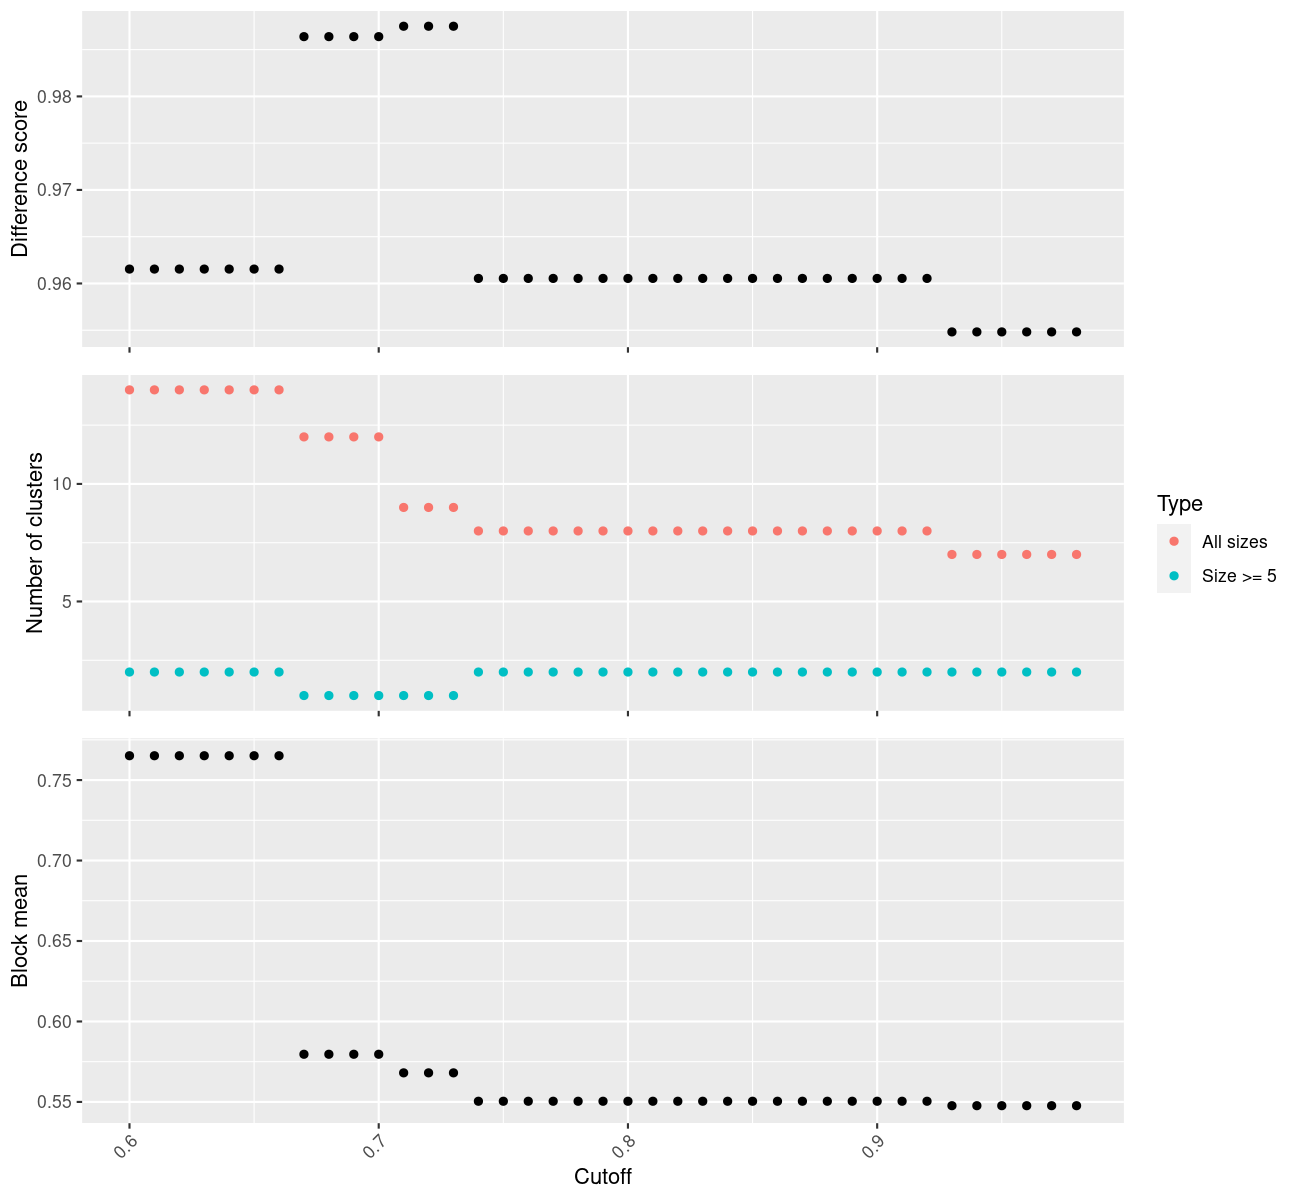 Difference score
0.98
0.97
0.96
Number of clusters
10
5
Type
All sizes
Size >= 5
Block mean
0.75
0.70
0.65
0.60
0.55
0.6
0.7
0.8
0.9
Cutoff